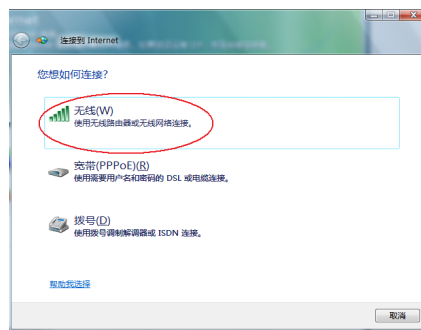 连接到 Internet
您想如何连接?
无线(W)
使用无线路由器或无线网络连接。
宽带(PPPoE)(R)
使用需要用户名和密码的 DSL 或电缆连接。
拨号(D)
使用拨号调制解调器或 ISDN 连接。
帮助我选择
取消